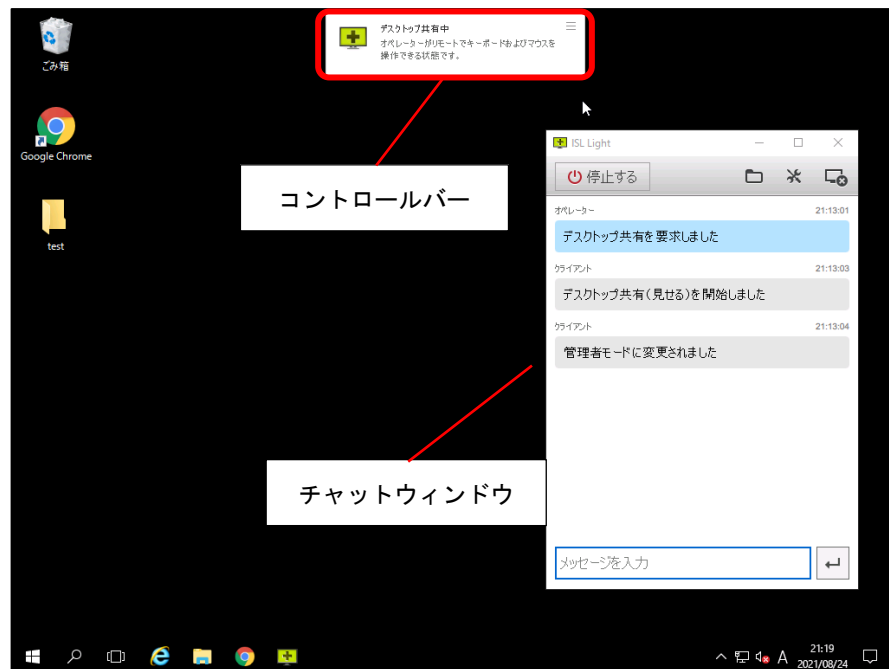 ごみ箱
Google Chrome
test
デスクトップ共有中
オペレーターがリモートでキーボードおよびマウスを
操作できる状態です。
コントロールバー
ISL Light
停止する
オペレーター 21:13:01
デスクトップ共有を要求しました
クライアント 21:13:03
デスクトップ共有(見せる)を開始しました
クライアント 21:13:04
管理者モードに変更されました
チャットウィンドウ
メッセージを入力
A
21:19
2021/08/24